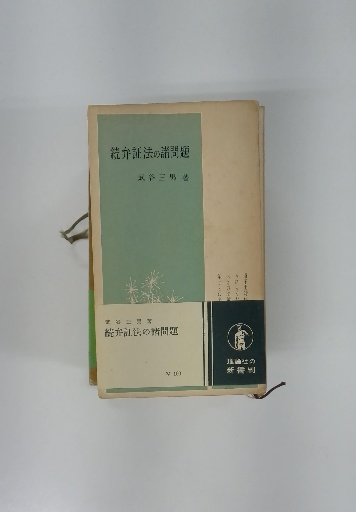 続弁証法の諸問題
武谷三男 著
武谷三男著
続弁証法の諸問題
理論社の
新書判